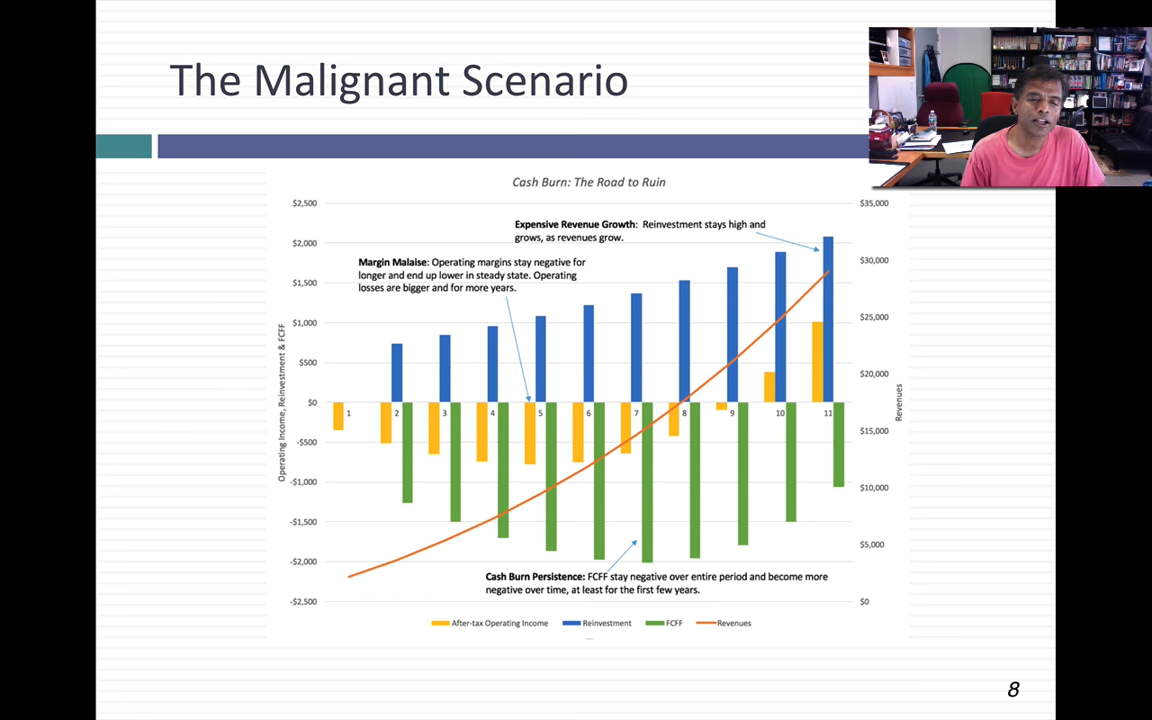 The Malignant Scenario
Cash Burn: The Road to Ruin
$2,500
$2,000
$1,500
$1,000
$500
$0
-$500
-$1,000
-$1,500
-$2,000
-$2,500
Operating Income, Reinvestment & FCFF
Expensive Revenue Growth: Reinvestment stays high and
grows, as revenues grow.
Margin Malaise: Operating margins stay negative for
longer and end up lower in steady state. Operating
losses are bigger and for more years.
1 2 3 4 5 6 7 8 9 10 11
Cash Burn Persistence: FCFF stay negative over entire period and become more
negative over time, at least for the first few years.
$35,000
$30,000
$25,000
$20,000
$15,000
$10,000
$5,000
$0
Revenues
After-tax Operating Income Reinvestment FCFF Revenues
8